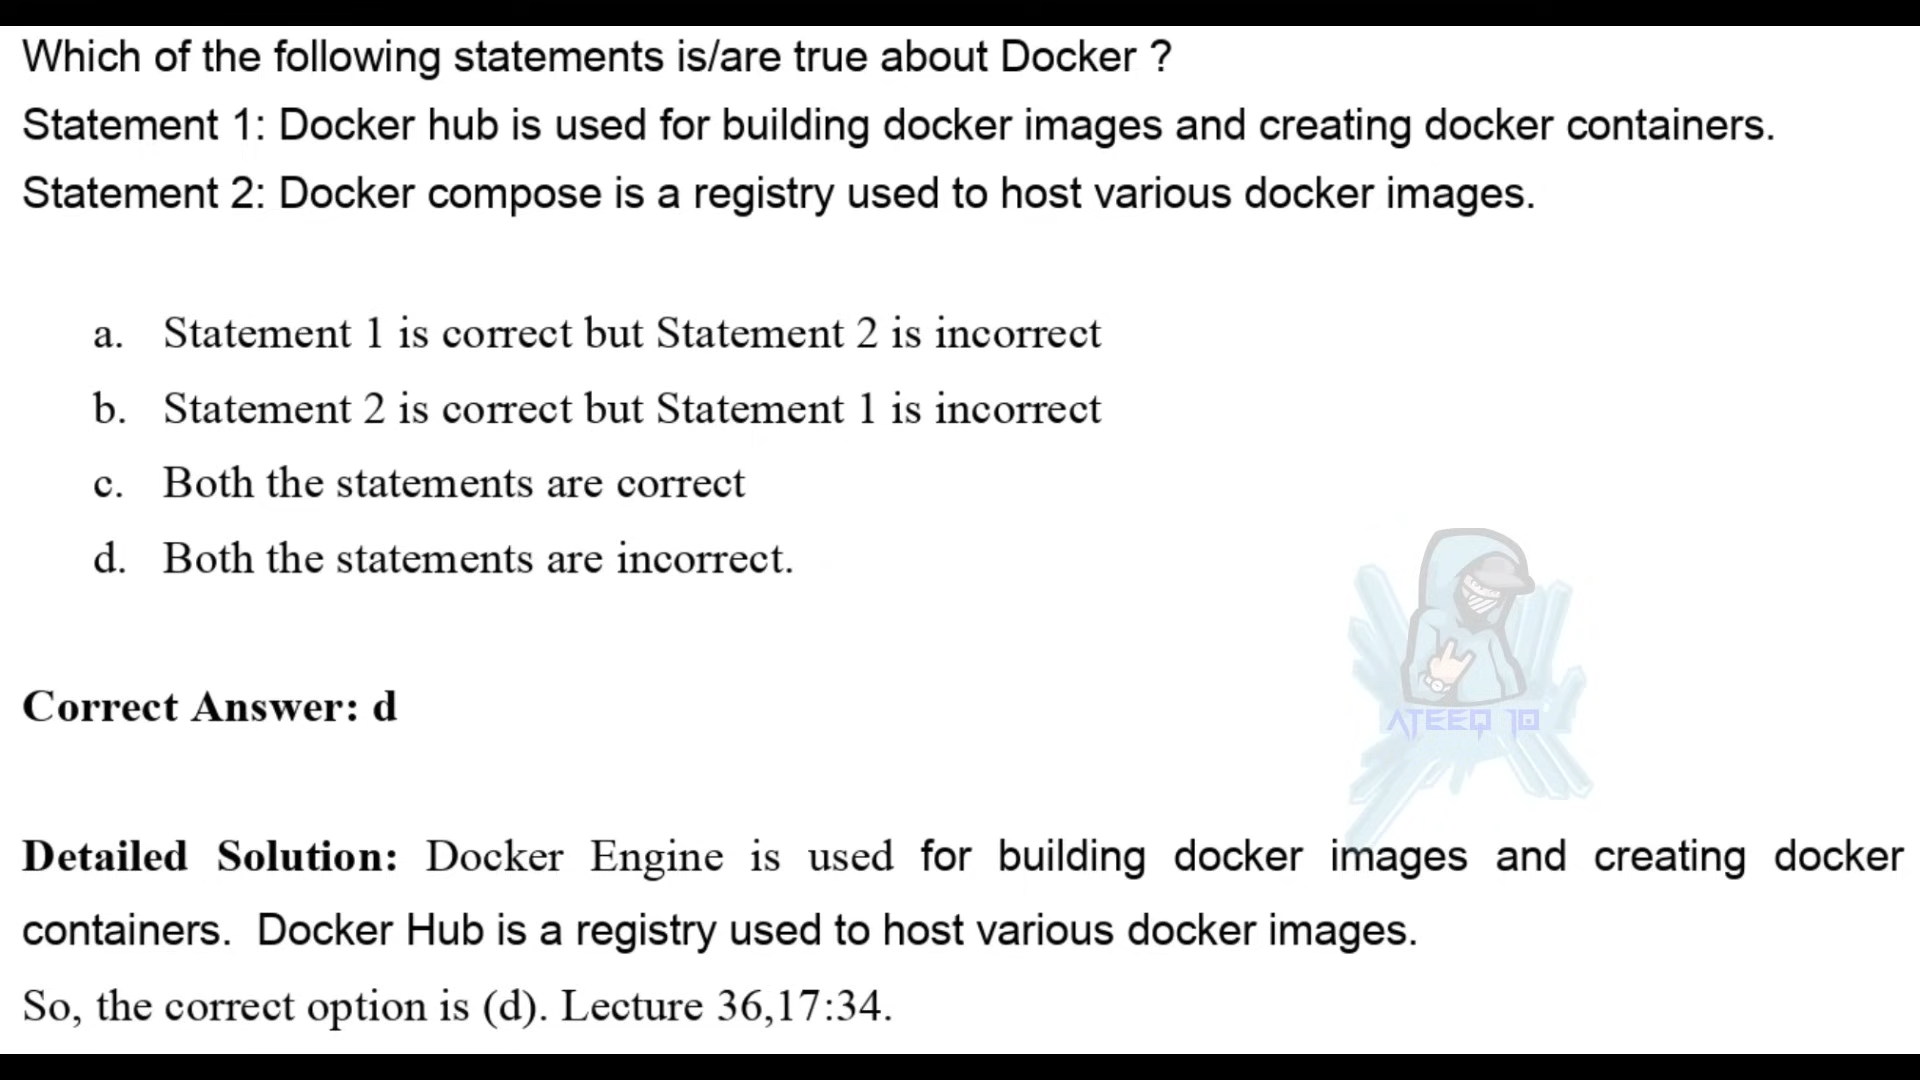 Which of the following statements is/are true about Docker ?
Statement 1: Docker hub is used for building docker images and creating docker containers.
Statement 2: Docker compose is a registry used to host various docker images.
a. Statement 1 is correct but Statement 2 is incorrect
b. Statement 2 is correct but Statement 1 is incorrect
c. Both the statements are correct
d. Both the statements are incorrect.
ATEEQ 10
Correct Answer: d
Detailed Solution: Docker Engine is used for building docker images and creating docker
containers. Docker Hub is a registry used to host various docker images.
So, the correct option is (d). Lecture 36,17:34.